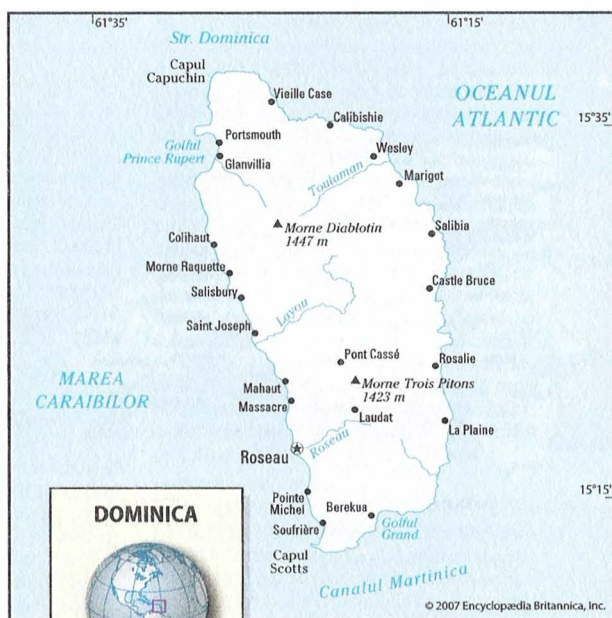 61°35'
61°15'
Str. Dominica
Capul
Capuchin
Vieille Case
OCEANUL
ATLANTIC
15°35'
Calibishie
Portsmouth
Golful
Prince Rupert
Glanvillia
Wesley
Toulaman
Marigot
Morne Diablotin
1447 m
Salibia
Colihaut
Morne Raquette
Castle Bruce
Salisbury
Layou
Saint Joseph
Pont Cassé
Rosalie
MAREA
CARAIBILOR
Mahaut
Morne Trois Pitons
1423 m
Massacre
Laudat
La Plaine
Roseau
Roseau
15°15'
Pointe
Michel
Berekua
DOMINICA
Soufrière
Golful
Grand
Capul
Scotts
Canalul Martinica
© 2007 Encyclopædia Britannica, Inc.